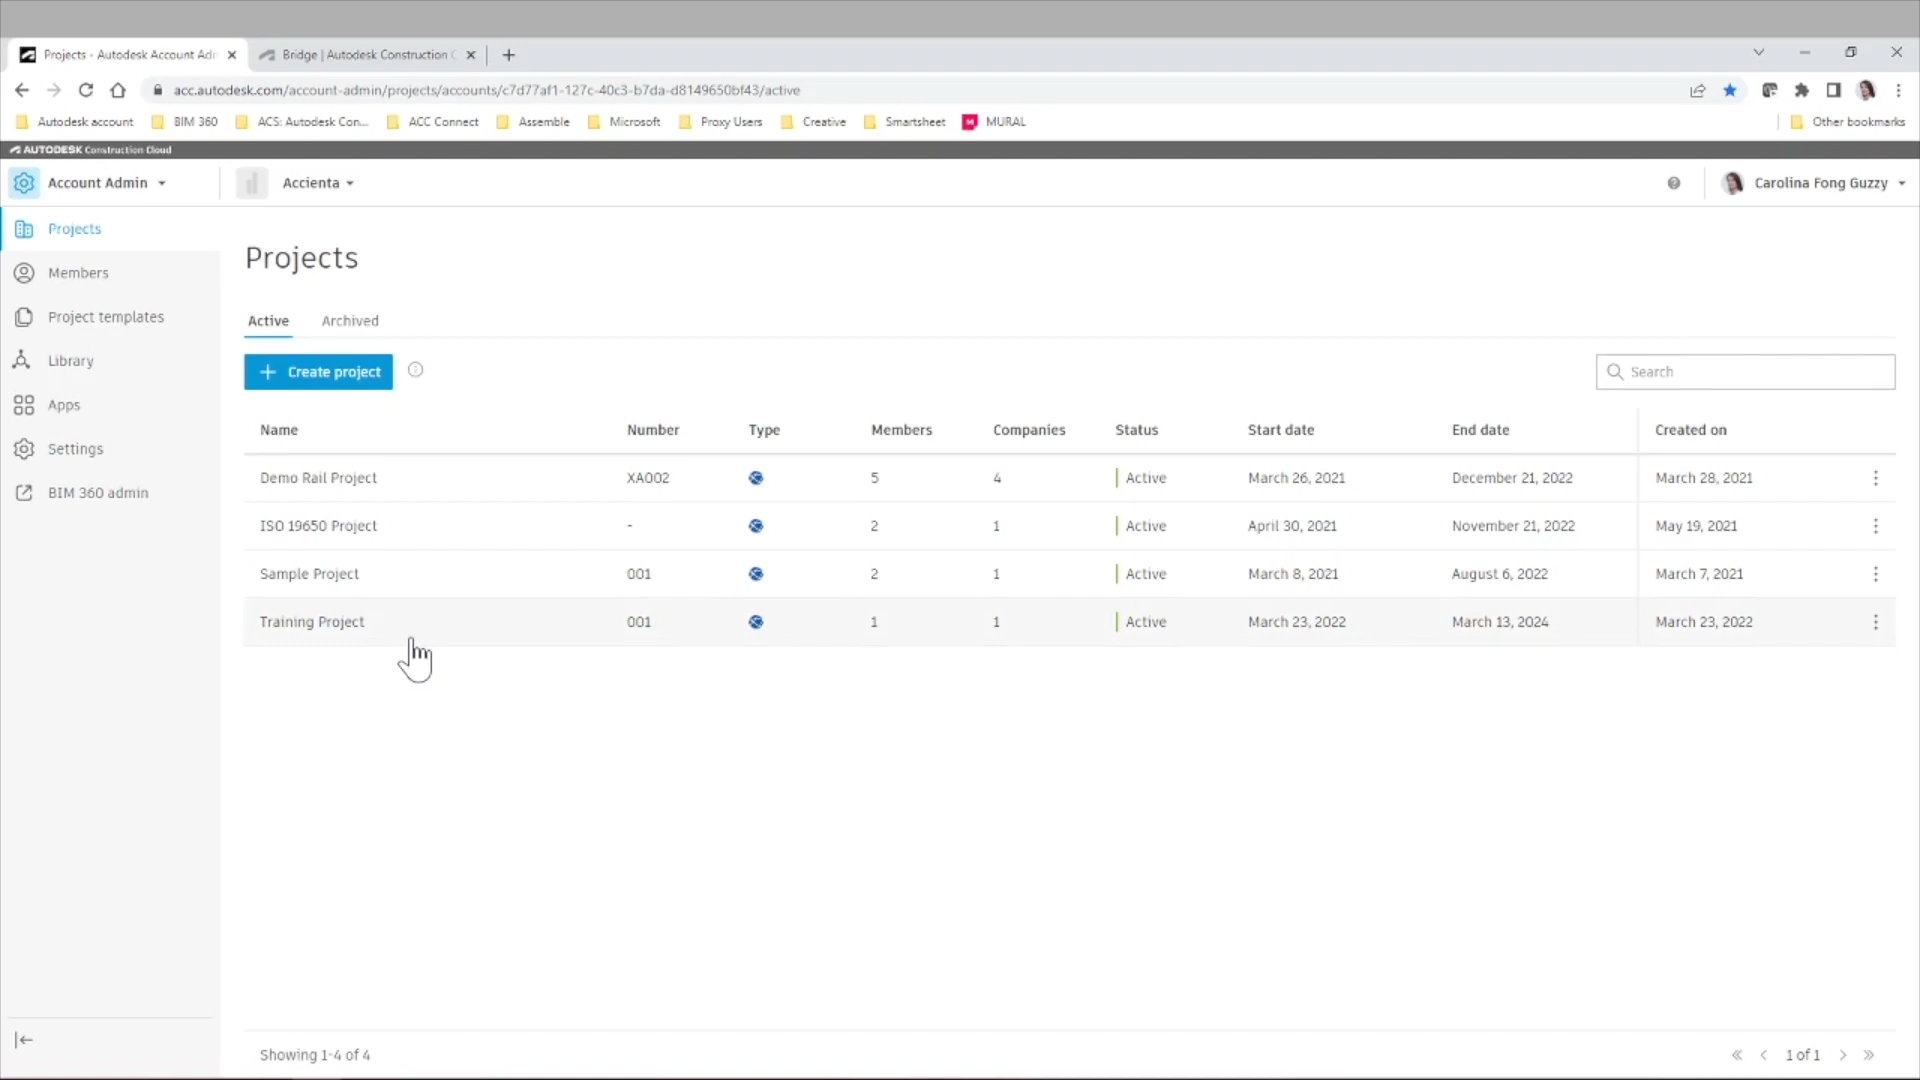 Projects - Autodesk Account Adm
Bridge | Autodesk Construction C
acc.autodesk.com/account-admin/projects/accounts/c7d77af1-127c-40c3-b7da-d8149650bf43/active
Autodesk account BIM 360 ACS: Autodesk Con... ACC Connect Assemble Microsoft Proxy Users Creative Smartsheet M MURAL Other bookmarks
AUTODESK Construction Cloud
Account Admin Accienta Carolina Fong Guzzy
Projects
Members
Project templates
Library
Apps
Settings
BIM 360 admin
Projects
Active Archived
+ Create project
Search
Name Number Type Members Companies Status Start date End date Created on
Demo Rail Project XA002 5 4 Active March 26, 2021 December 21, 2022 March 28, 2021
ISO 19650 Project - 2 1 Active April 30, 2021 November 21, 2022 May 19, 2021
Sample Project 001 2 1 Active March 8, 2021 August 6, 2022 March 7, 2021
Training Project 001 1 1 Active March 23, 2022 March 13, 2024 March 23, 2022
Showing 1-4 of 4
1 of 1